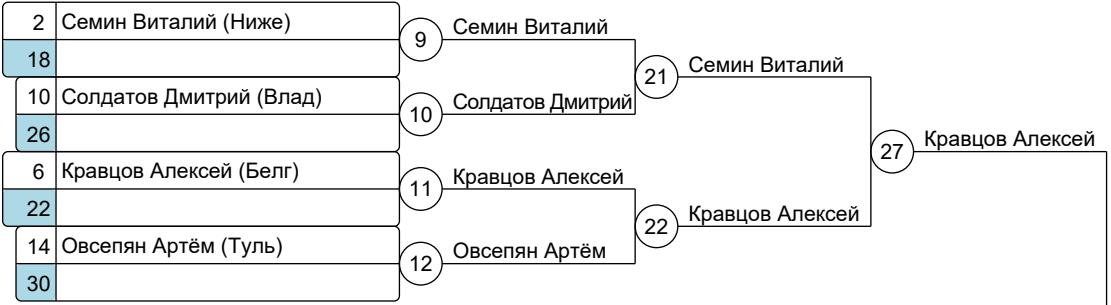 2 Семин Виталий (Ниже)
18
9
Семин Виталий
10 Солдатов Дмитрий (Влад)
26
10
Солдатов Дмитрий
21
Семин Виталий
6 Кравцов Алексей (Белг)
22
11
Кравцов Алексей
14 Овсепян Артём (Туль)
30
12
Овсепян Артём
22
Кравцов Алексей
27
Кравцов Алексей